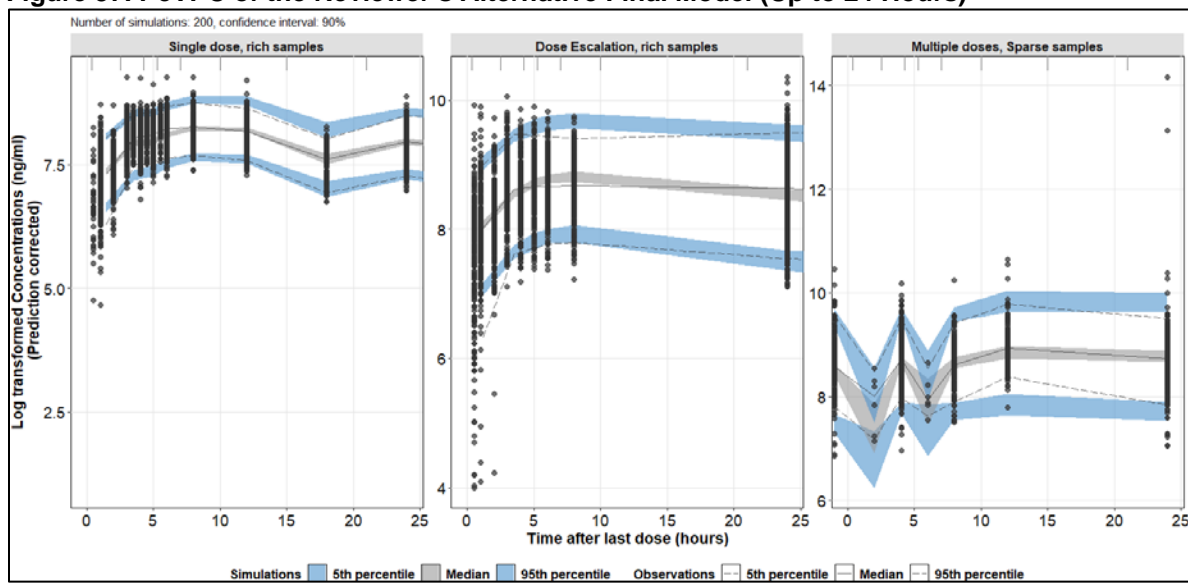 Number of simulations: 200, confidence interval: 90%
Single dose, rich samples
Dose Escalation, rich samples
Multiple doses, Sparse samples
Log transformed Concentrations (ng/ml)
(Prediction corrected)
7.5
5.0
2.5
10
8
6
4
14
12
10
8
6
0 5 10 15 20 25
0 5 10 15 20 25
0 5 10 15 20 25
Time after last dose (hours)
Simulations 5th percentile Median 95th percentile Observations 5th percentile Median 95th percentile